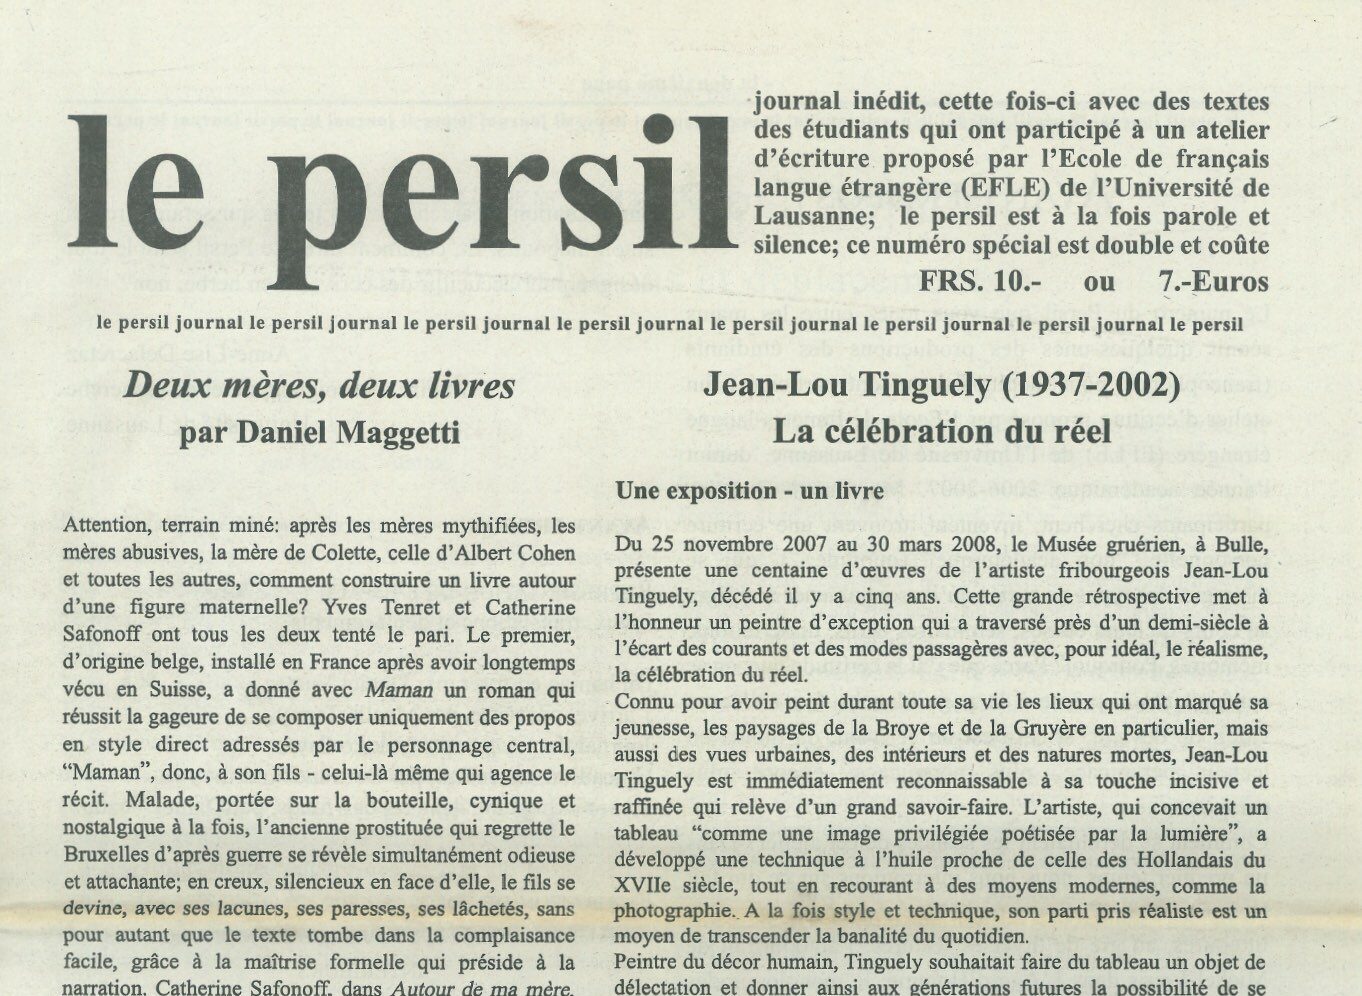 le persil
journal inédit, cette fois-ci avec des textes
des étudiants qui ont participé à un atelier
d'écriture proposé par l'Ecole de français
langue étrangère (EFLE) de l'Université de
Lausanne; le persil est à la fois parole et
silence; ce numéro spécial est double et coûte
FRS. 10.- ou 7.-Euros
le persil journal le persil journal le persil journal le persil journal le persil journal le persil journal le persil journal le persil
Deux mères, deux livres
par Daniel Maggetti
Attention, terrain miné: après les mères mythifiées, les
mères abusives, la mère de Colette, celle d'Albert Cohen
et toutes les autres, comment construire un livre autour
d'une figure maternelle? Yves Tenret et Catherine
Safonoff ont tous les deux tenté le pari. Le premier,
d'origine belge, installé en France après avoir longtemps
vécu en Suisse, a donné avec Maman un roman qui
réussit la gageure de se composer uniquement des propos
en style direct adressés par le personnage central,
“Maman”, donc, à son fils - celui-là même qui agence le
récit. Malade, portée sur la bouteille, cynique et
nostalgique à la fois, l'ancienne prostituée qui regrette le
Bruxelles d'après guerre se révèle simultanément odieuse
et attachante; en creux, silencieux en face d'elle, le fils se
devine, avec ses lacunes, ses paresses, ses lâchetés, sans
pour autant que le texte tombe dans la complaisance
facile, grâce à la maîtrise formelle qui préside à la
narration. Catherine Safonoff, dans Autour de ma mère,
Jean-Lou Tinguely (1937-2002)
La célébration du réel
Une exposition - un livre
Du 25 novembre 2007 au 30 mars 2008, le Musée gruérien, à Bulle,
présente une centaine d'œuvres de l'artiste fribourgeois Jean-Lou
Tinguely, décédé il y a cinq ans. Cette grande rétrospective met à
l'honneur un peintre d'exception qui a traversé près d'un demi-siècle à
l'écart des courants et des modes passagères avec, pour idéal, le réalisme,
la célébration du réel.
Connu pour avoir peint durant toute sa vie les lieux qui ont marqué sa
jeunesse, les paysages de la Broye et de la Gruyère en particulier, mais
aussi des vues urbaines, des intérieurs et des natures mortes, Jean-Lou
Tinguely est immédiatement reconnaissable à sa touche incisive et
raffinée qui relève d'un grand savoir-faire. L'artiste, qui concevait un
tableau “comme une image privilégiée poétisée par la lumière”, a
développé une technique à l'huile proche de celle des Hollandais du
XVIIe siècle, tout en recourant à des moyens modernes, comme la
photographie. A la fois style et technique, son parti pris réaliste est un
moyen de transcender la banalité du quotidien.
Peintre du décor humain, Tinguely souhaitait faire du tableau un objet de
délectation et donner ainsi aux générations futures la possibilité de se